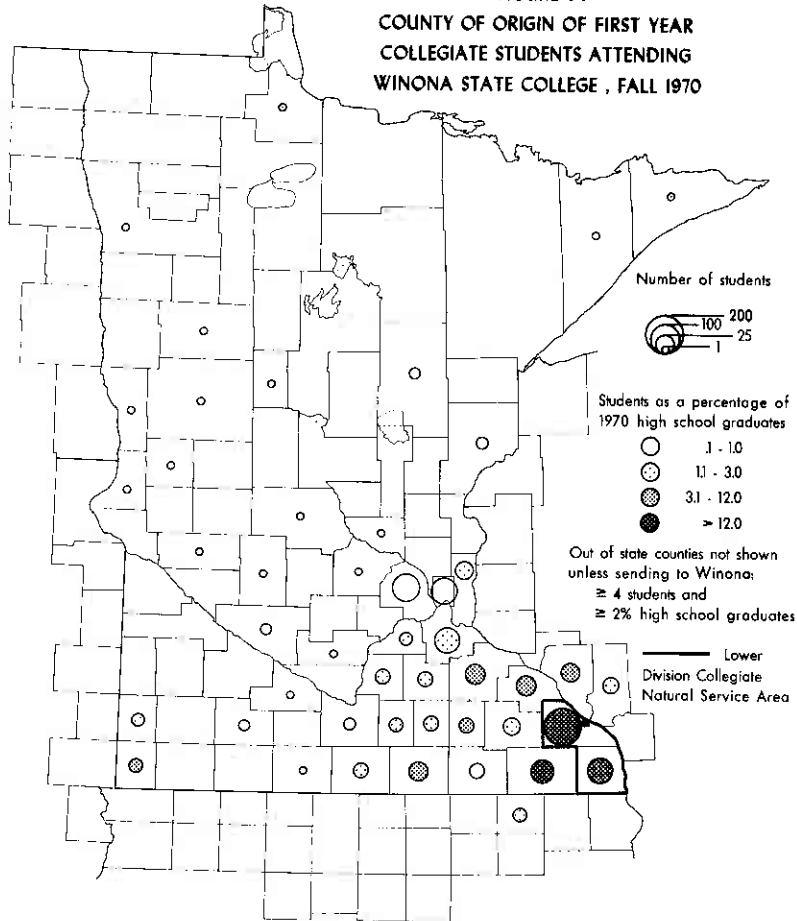 COUNTY OF ORIGIN OF FIRST YEAR
COLLEGIATE STUDENTS ATTENDING
WINONA STATE COLLEGE , FALL 1970
Number of students
200
100
25
1
Students as a percentage of
1970 high school graduates
.1 - 1.0
1.1 - 3.0
3.1 - 12.0
> 12.0
Out of state counties not shown
unless sending to Winona:
≥ 4 students and
≥ 2% high school graduates
Lower
Division Collegiate
Natural Service Area